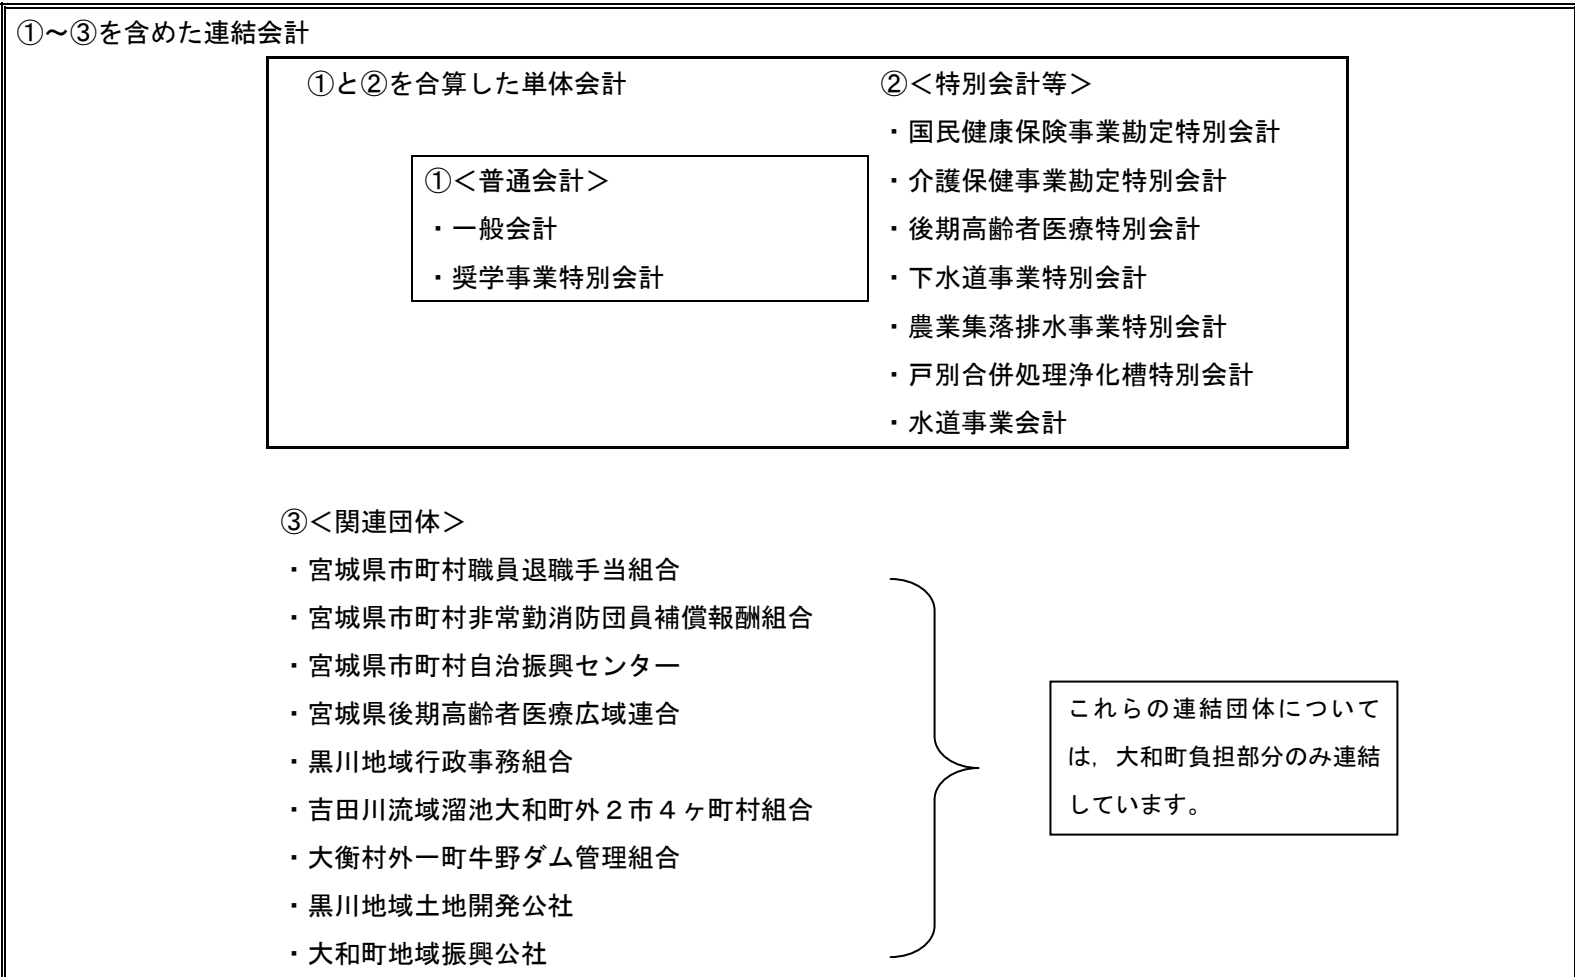 ①～③を含めた連結会計
①と②を合算した単体会計
①＜普通会計＞
・一般会計
・奨学事業特別会計
②＜特別会計等＞
・国民健康保険事業勘定特別会計
・介護保健事業勘定特別会計
・後期高齢者医療特別会計
・下水道事業特別会計
・農業集落排水事業特別会計
・戸別合併処理浄化槽特別会計
・水道事業会計
③＜関連団体＞
・宮城県市町村職員退職手当組合
・宮城県市町村非常勤消防団員補償報酬組合
・宮城県市町村自治振興センター
・宮城県後期高齢者医療広域連合
・黒川地域行政事務組合
・吉田川流域溜池大和町外２市４ヶ町村組合
・大衡村外一町牛野ダム管理組合
・黒川地域土地開発公社
・大和町地域振興公社
これらの連結団体について
は，大和町負担部分のみ連結
しています。